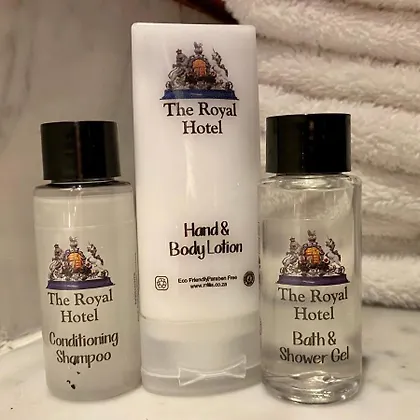 The Royal
Hotel
Hand &
Body Lotion
Eco Friendly/Paraben Free
The Royal
Hotel
Conditioning
Shampoo
The Royal
Hotel
Bath &
Shower Gel